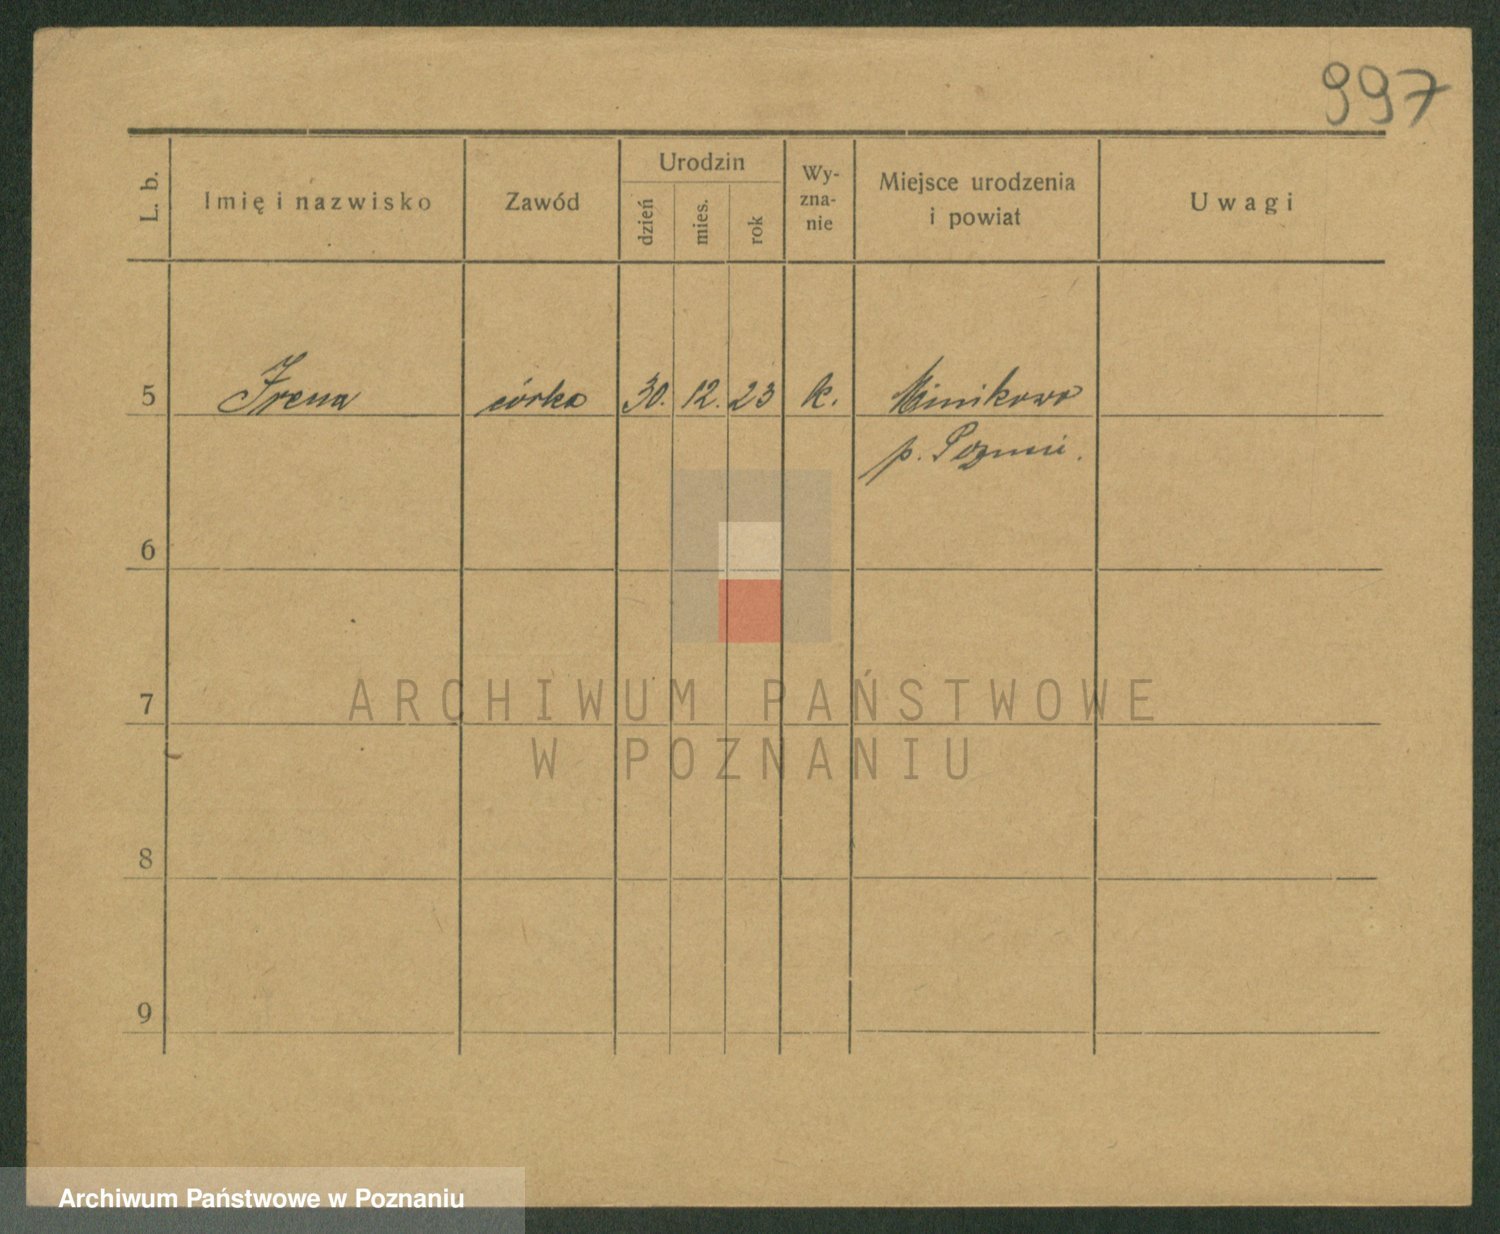 997
L. b.
Imię i nazwisko
Zawód
Urodzin
dzień
mies.
rok
Wy-
zna-
nie
Miejsce urodzenia
i powiat
Uwagi
5 Irena córka 30. 12. 23 k. Minikowo
p. Poznań.
6
7
8
9
ARCHIWUM PAŃSTWOWE
W POZNANIU
Archiwum Państwowe w Poznaniu